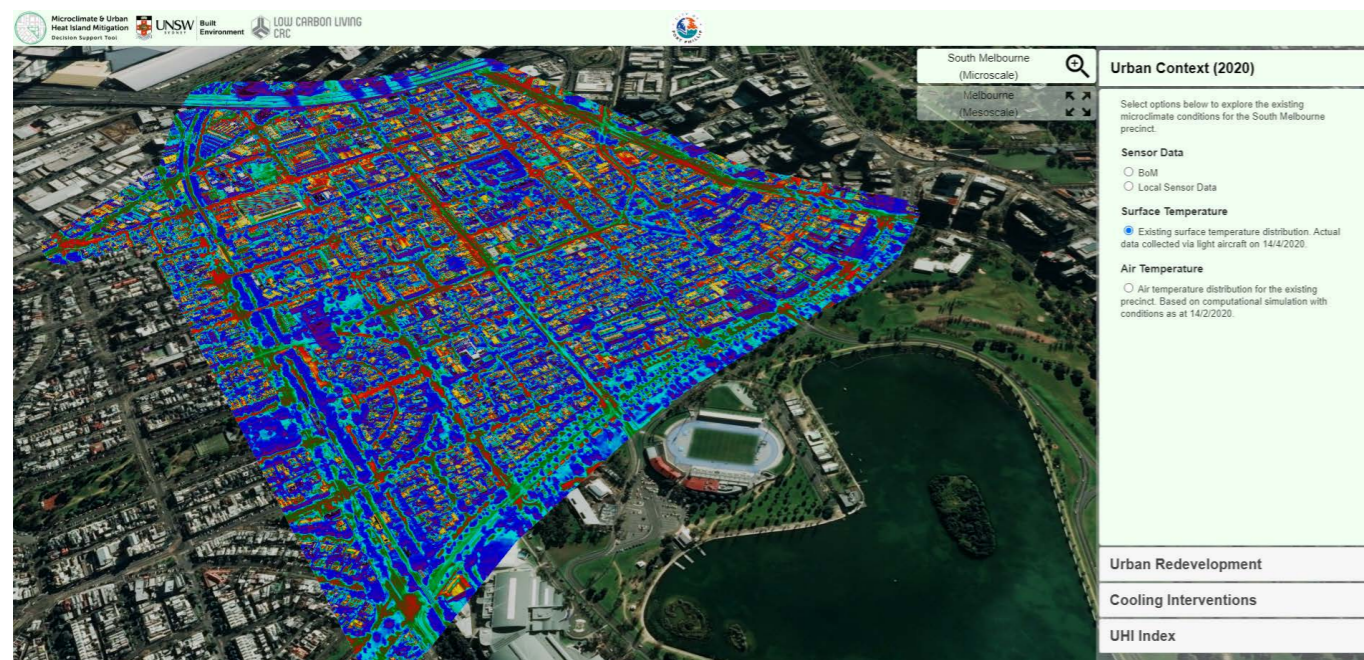 Microclimate & Urban
Heat Island Mitigation
Decision Support Tool
UNSW
SYDNEY
Built
Environment
LOW CARBON LIVING
CRC
PORT PHILLIP
South Melbourne
(Microscale)
Melbourne
(Mesoscale)
Urban Context (2020)
Select options below to explore the existing
microclimate conditions for the South Melbourne
precinct.
Sensor Data
BoM
Local Sensor Data
Surface Temperature
Existing surface temperature distribution. Actual
data collected via light aircraft on 14/4/2020.
Air Temperature
Air temperature distribution for the existing
precinct. Based on computational simulation with
conditions as at 14/2/2020.
Urban Redevelopment
Cooling Interventions
UHI Index